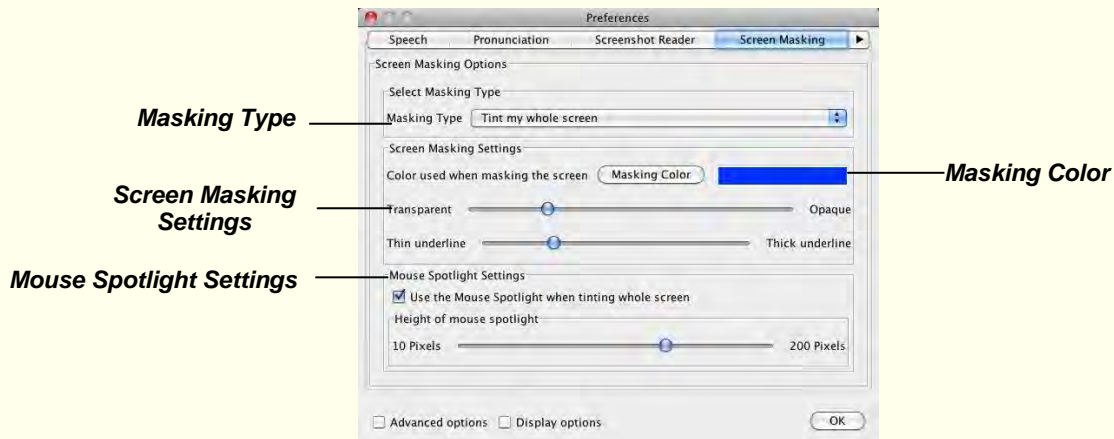 Preferences
Speech Pronunciation Screenshot Reader Screen Masking
Screen Masking Options
Select Masking Type
Masking Type
Masking Type Tint my whole screen
Screen Masking Settings
Color used when masking the screen Masking Color
Masking Color
Screen Masking
Settings
Transparent Opaque
Thin underline Thick underline
Mouse Spotlight Settings
Mouse Spotlight Settings
Use the Mouse Spotlight when tinting whole screen
Height of mouse spotlight
10 Pixels 200 Pixels
Advanced options Display options OK